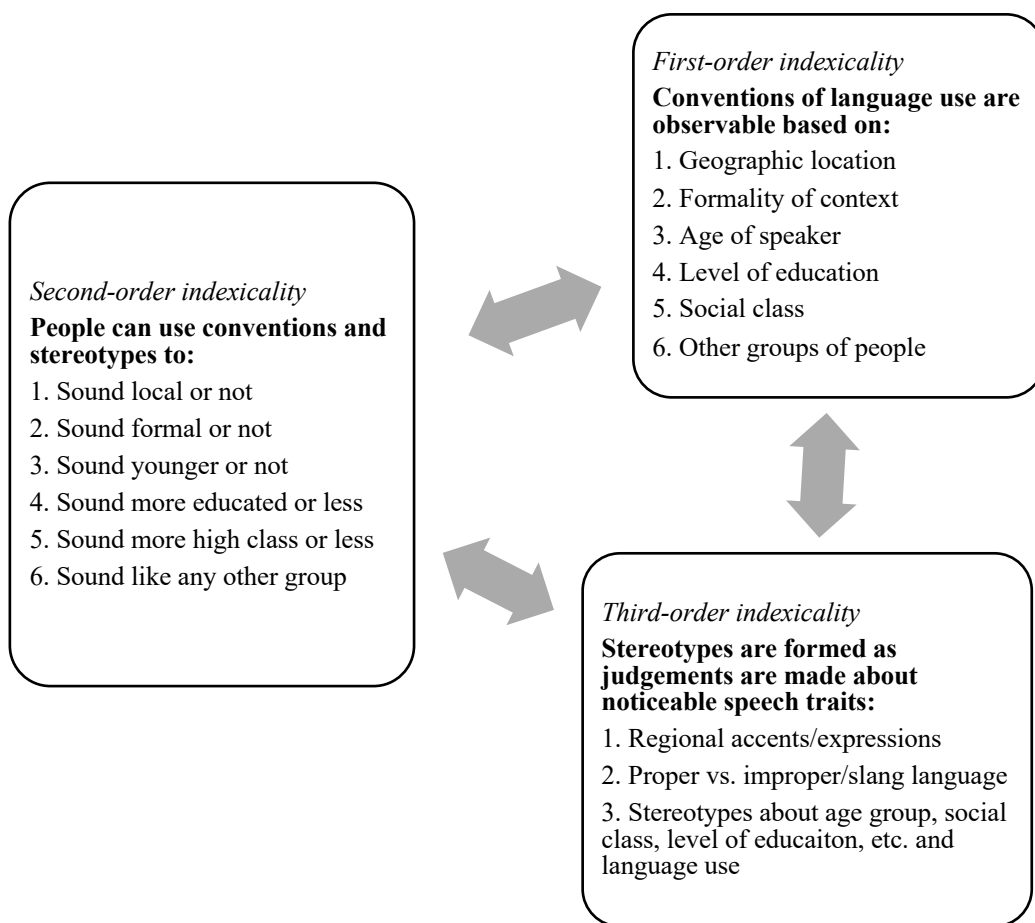 First-order indexicality
Conventions of language use are
observable based on:
1. Geographic location
2. Formality of context
3. Age of speaker
4. Level of education
5. Social class
6. Other groups of people
Second-order indexicality
People can use conventions and
stereotypes to:
1. Sound local or not
2. Sound formal or not
3. Sound younger or not
4. Sound more educated or less
5. Sound more high class or less
6. Sound like any other group
Third-order indexicality
Stereotypes are formed as
judgements are made about
noticeable speech traits:
1. Regional accents/expressions
2. Proper vs. improper/slang language
3. Stereotypes about age group, social
class, level of educaiton, etc. and
language use